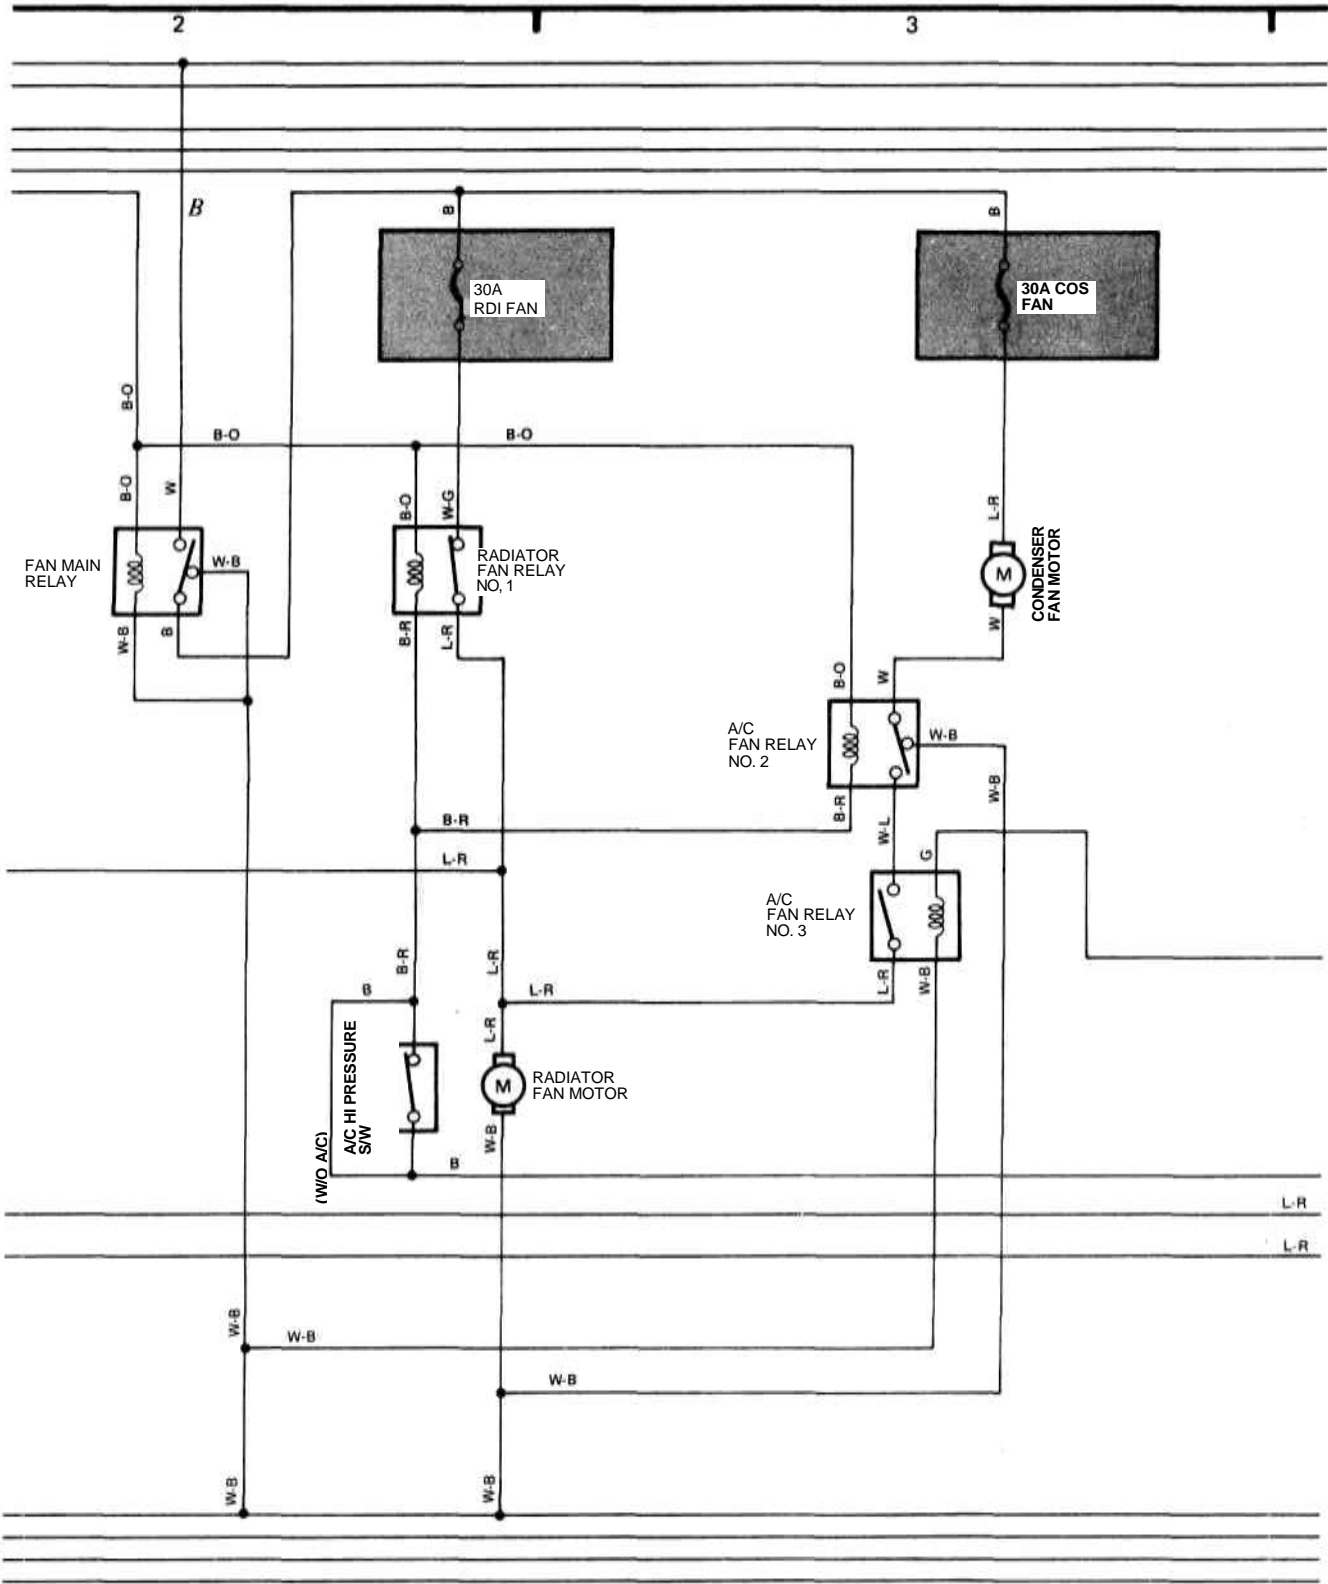 2
3
B
B
B
30A
RDI FAN
30A COS
FAN
B-O
B-O
B-O
B-O
W
B-O
W-G
L-R
FAN MAIN
RELAY
W-B
RADIATOR
FAN RELAY
NO, 1
M
CONDENSER
FAN MOTOR
W-B
B
B-R
L-R
W
B-O
W
A/C
FAN RELAY
NO. 2
W-B
W-B
B-R
B-R
W-L
L-R
G
A/C
FAN RELAY
NO. 3
B-R
L-R
L-R
W-B
B
L-R
L-R
(W/O A/C)
A/C HI PRESSURE
S/W
M
RADIATOR
FAN MOTOR
W-B
B
L-R
L-R
W-B
W-B
W-B
W-B
W-B